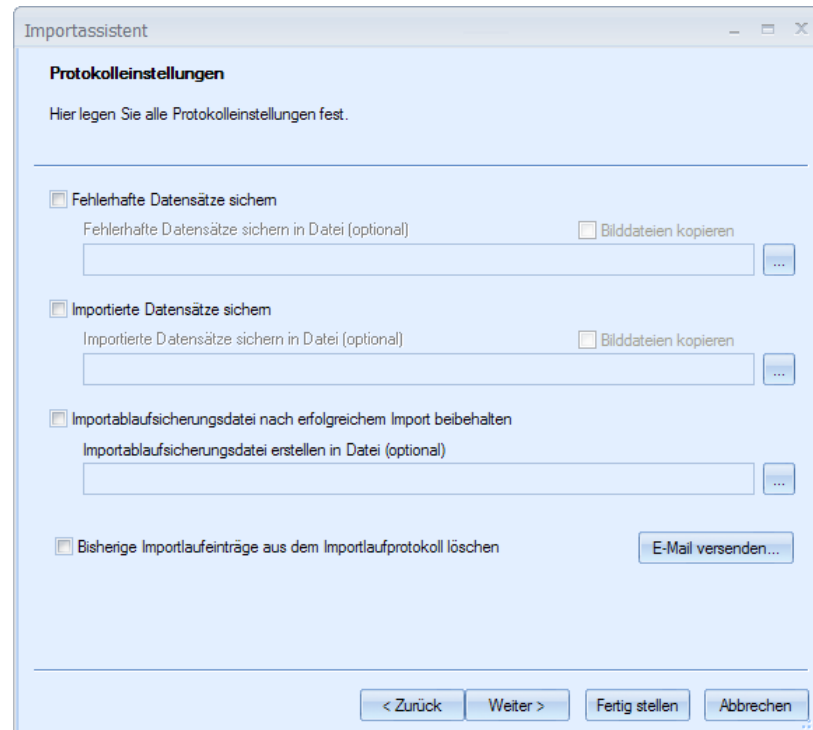 Importassistent
Protokolleinstellungen
Hier legen Sie alle Protokolleinstellungen fest.
Fehlerhafte Datensätze sichern
Fehlerhafte Datensätze sichern in Datei (optional) Bilddateien kopieren
...
Importierte Datensätze sichern
Importierte Datensätze sichern in Datei (optional) Bilddateien kopieren
...
Importablaufsicherungsdatei nach erfolgreichem Import beibehalten
Importablaufsicherungsdatei erstellen in Datei (optional)
...
Bisherige Importlaufeinträge aus dem Importlaufprotokoll löschen E-Mail versenden...
< Zurück Weiter > Fertig stellen Abbrechen